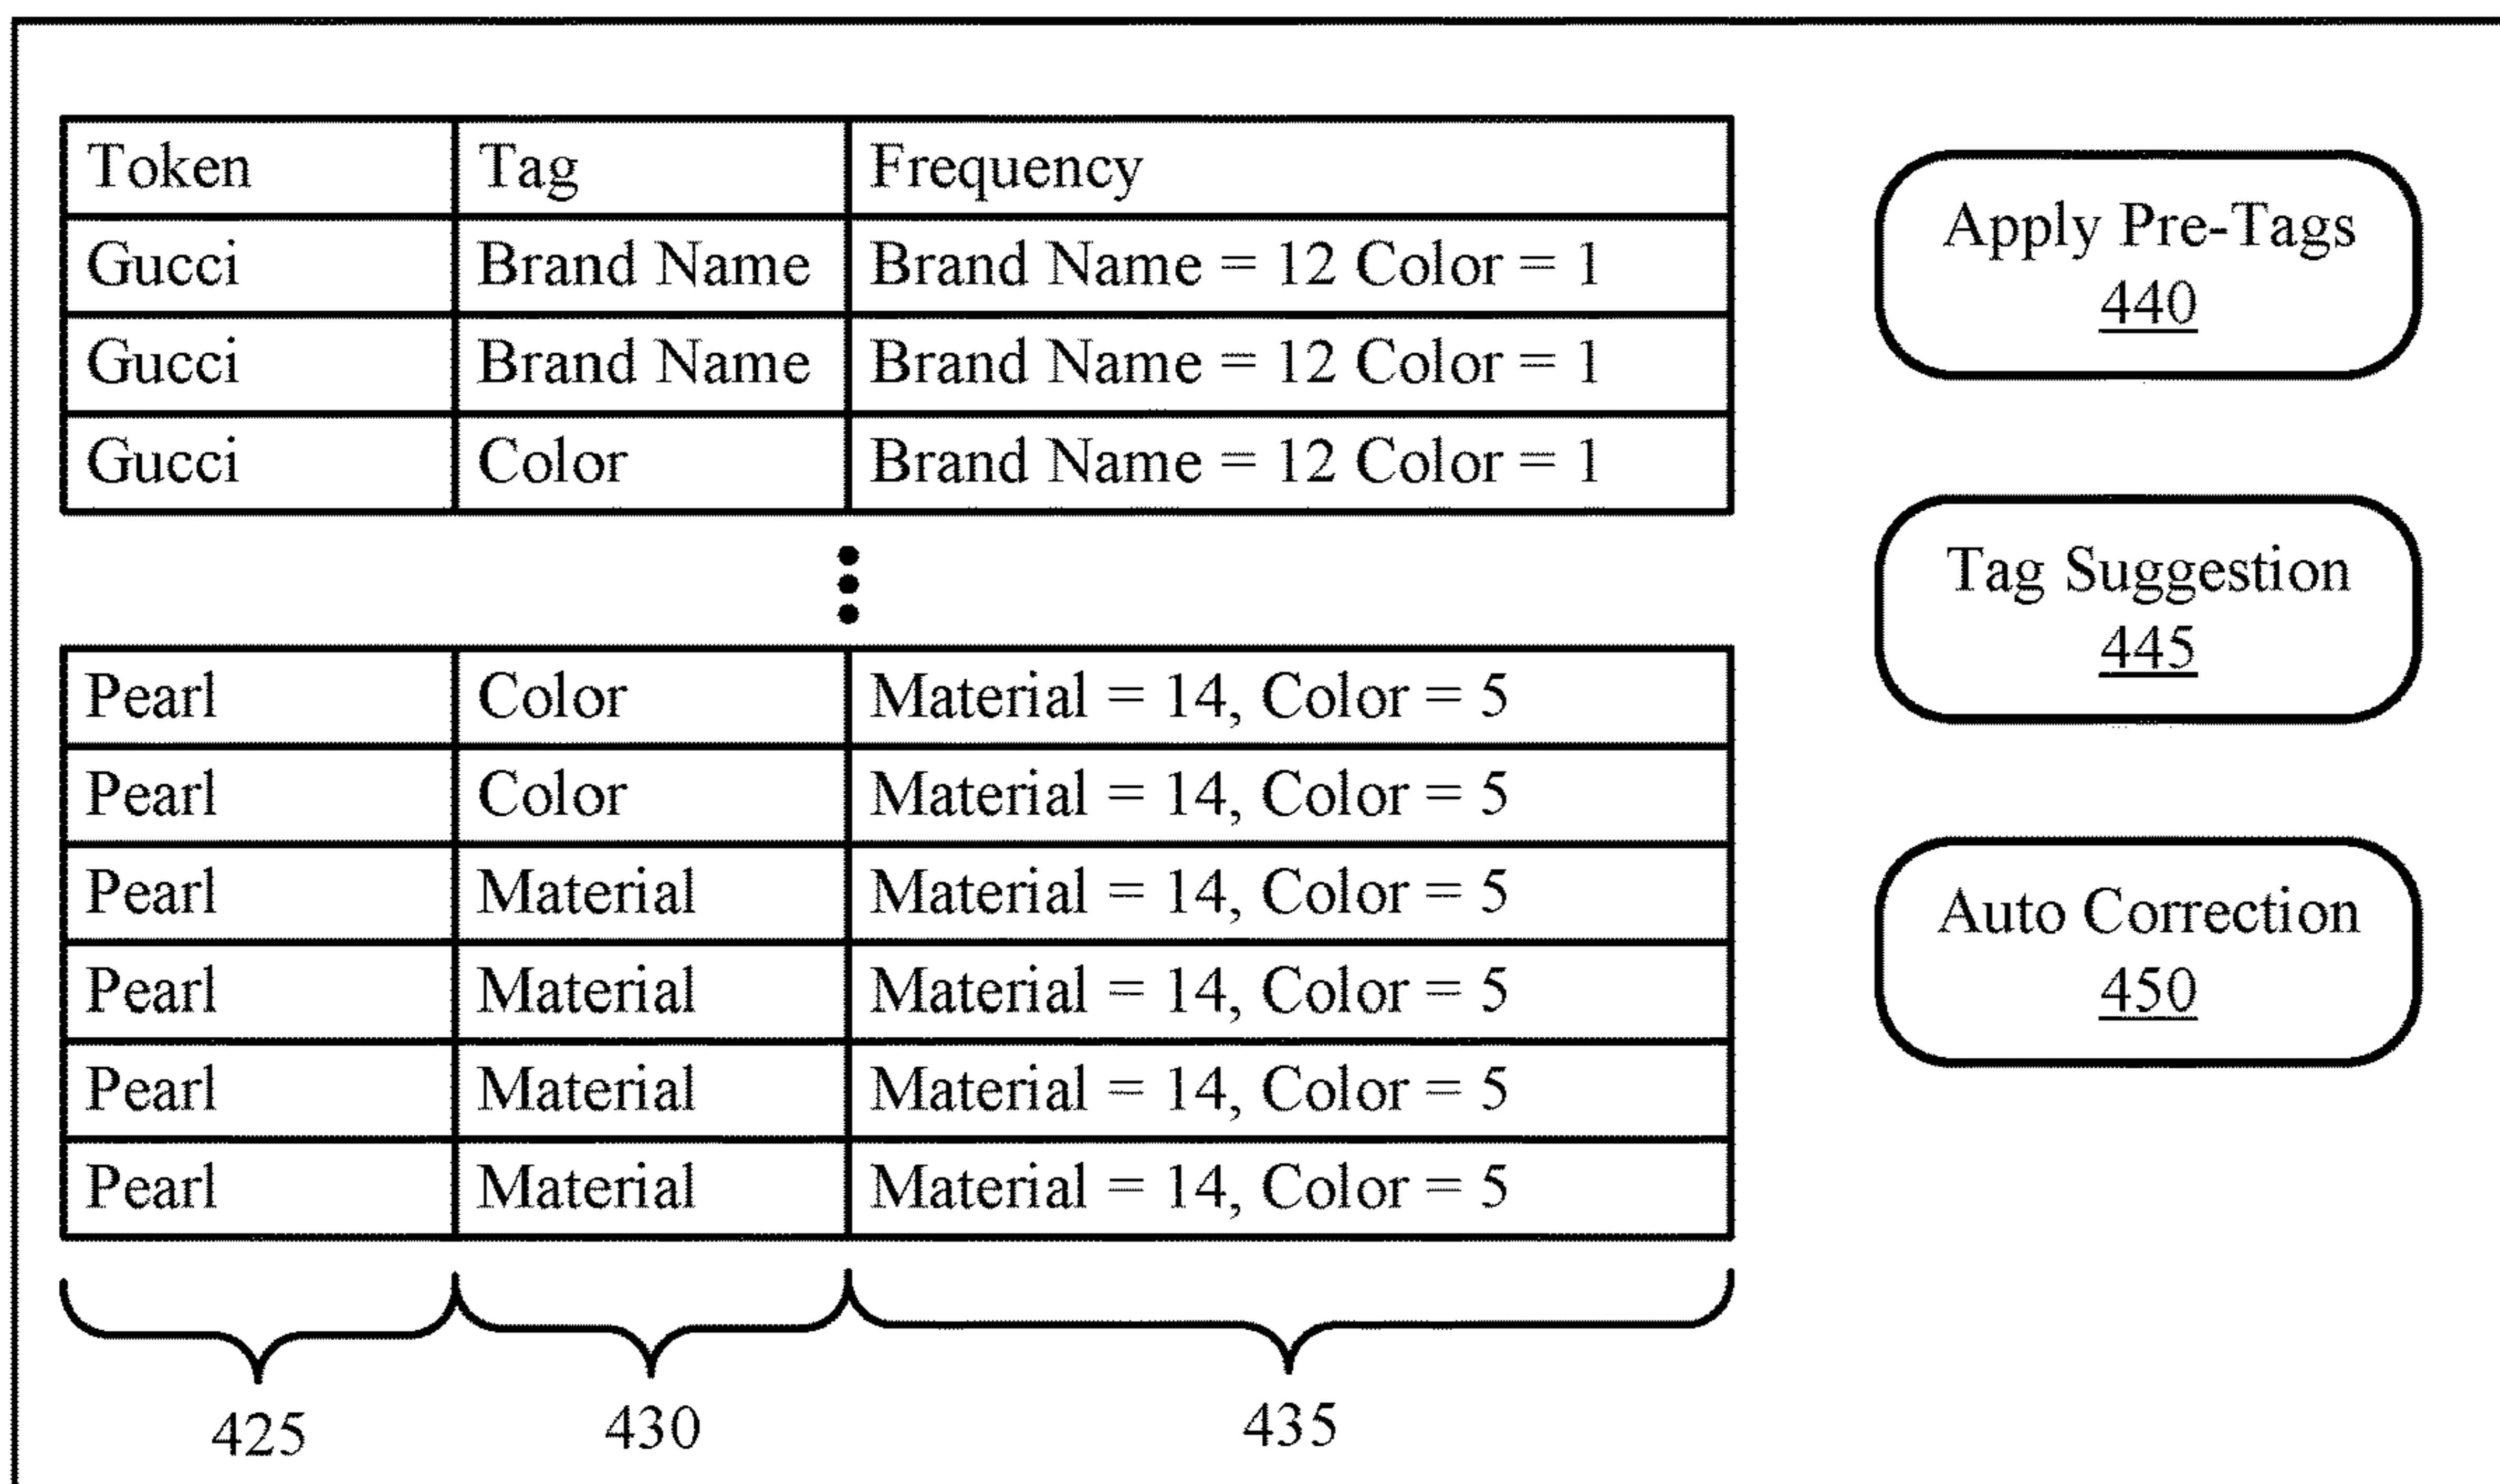 Token Tag Frequency
Gucci Brand Name Brand Name = 12 Color = 1
Gucci Brand Name Brand Name = 12 Color = 1
Gucci Color Brand Name = 12 Color = 1
Pearl Color Material = 14, Color = 5
Pearl Color Material = 14, Color = 5
Pearl Material Material = 14, Color = 5
Pearl Material Material = 14, Color = 5
Pearl Material Material = 14, Color = 5
Pearl Material Material = 14, Color = 5
425 430 435
Apply Pre-Tags
440
Tag Suggestion
445
Auto Correction
450